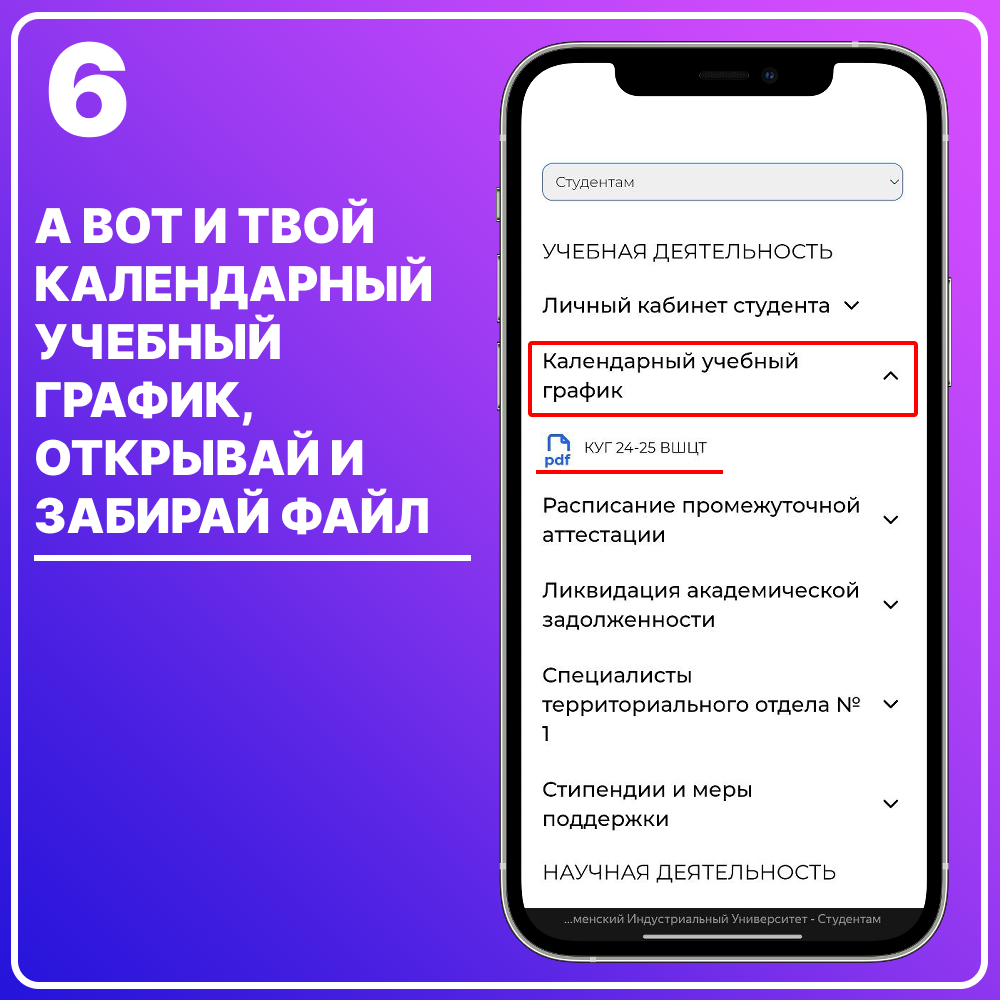 6
А ВОТ И ТВОЙ
КАЛЕНДАРНЫЙ
УЧЕБНЫЙ
ГРАФИК,
ОТКРЫВАЙ И
ЗАБИРАЙ ФАЙЛ
Студентам
УЧЕБНАЯ ДЕЯТЕЛЬНОСТЬ
Личный кабинет студента
Календарный учебный
график
pdf КУГ 24-25 ВШЦТ
Расписание промежуточной
аттестации
Ликвидация академической
задолженности
Специалисты
территориального отдела №
1
Стипендии и меры
поддержки
НАУЧНАЯ ДЕЯТЕЛЬНОСТЬ
...менский Индустриальный Университет - Студентам